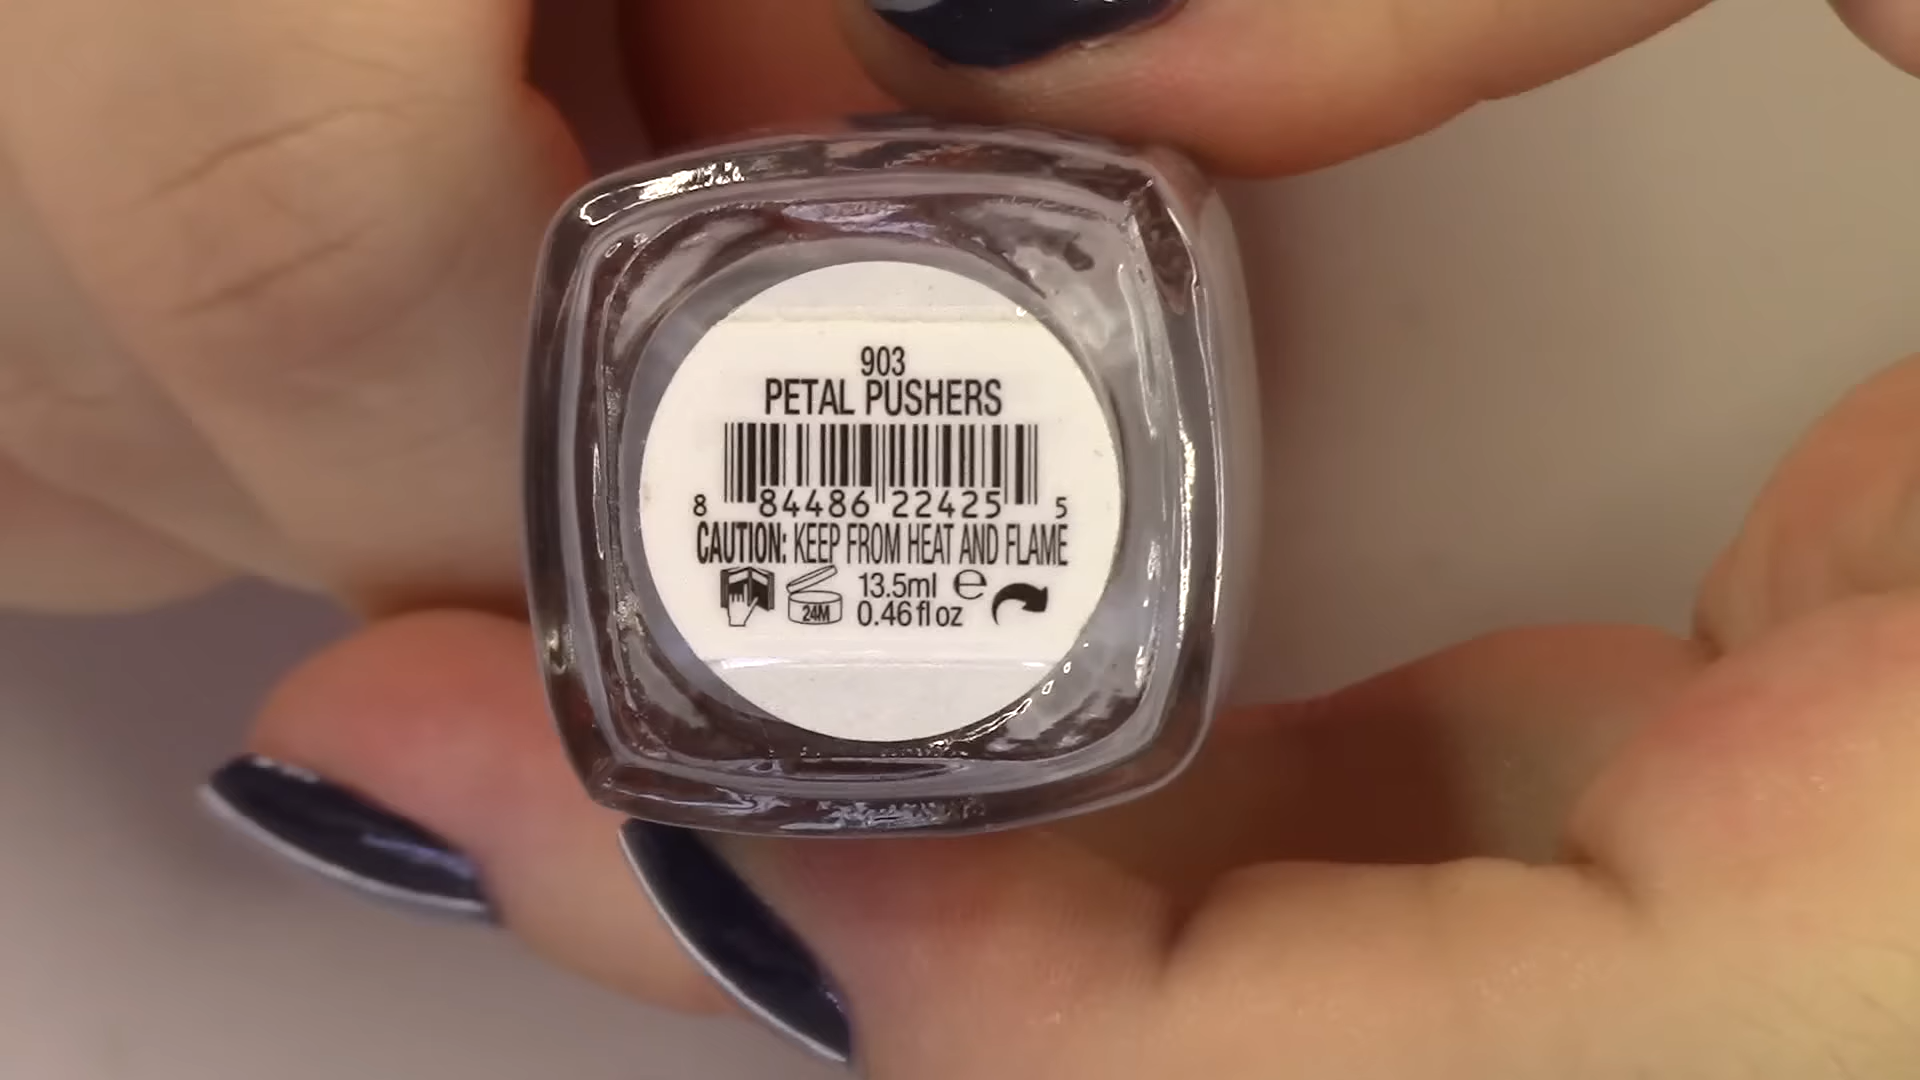 903
PETAL PUSHERS
8 84486 22425 5
CAUTION: KEEP FROM HEAT AND FLAME
24M 13.5ml e
0.46 fl oz